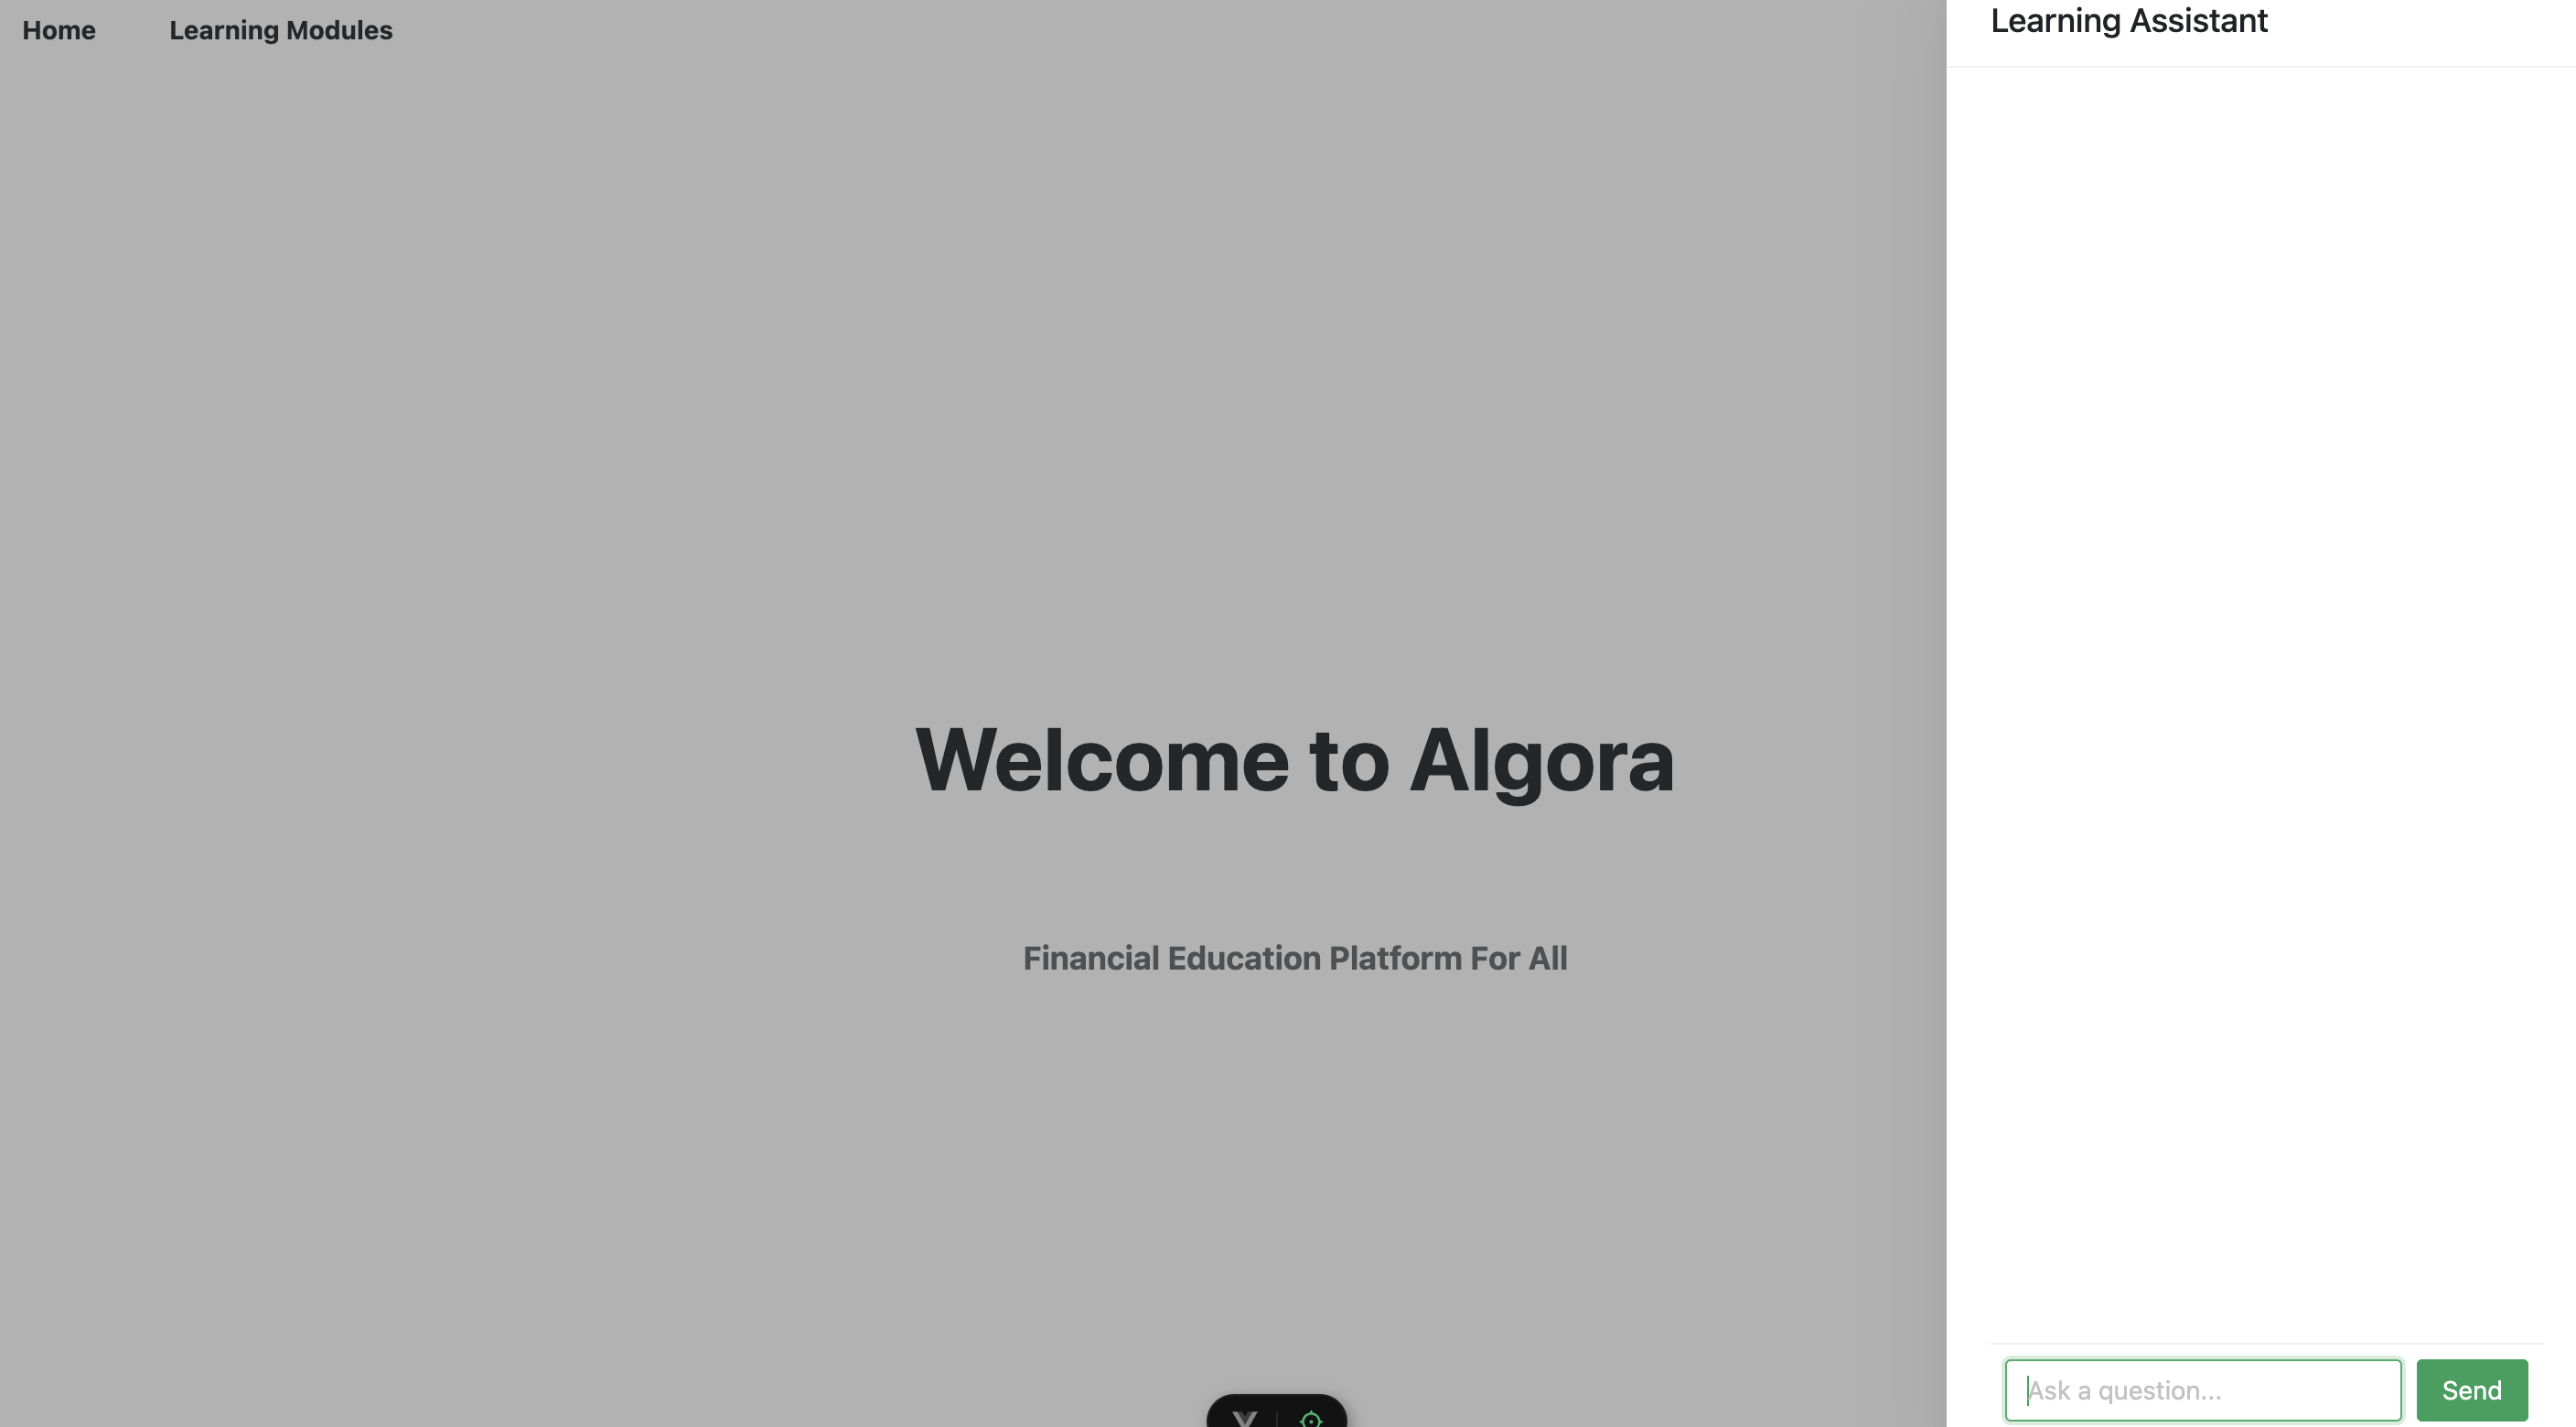 Home
Learning Modules
Learning Assistant
Welcome to Algora
Financial Education Platform For All
Ask a question...
Send